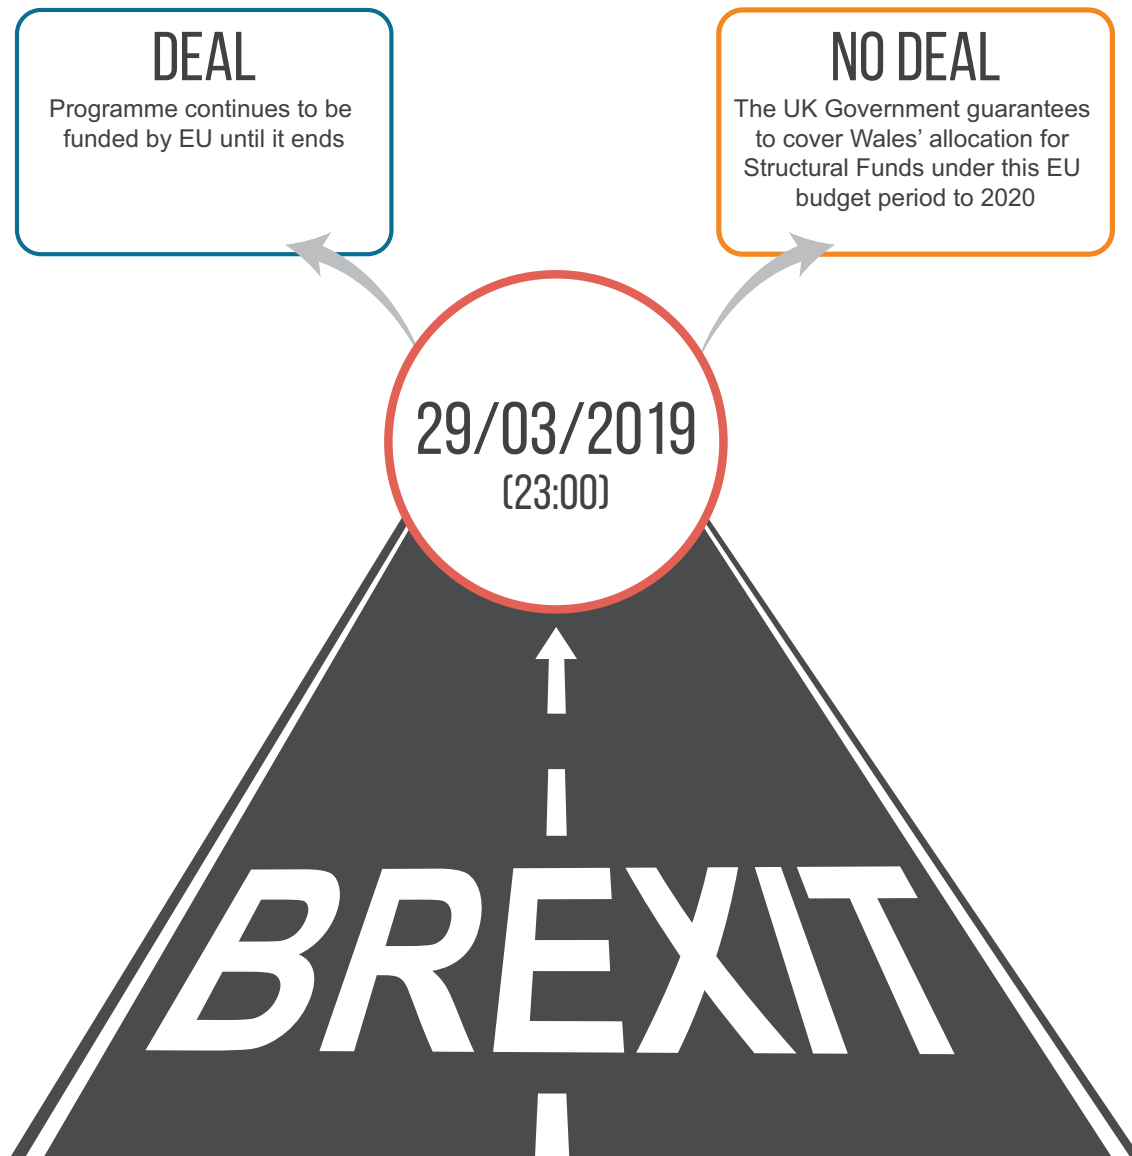 DEAL
Programme continues to be
funded by EU until it ends
NO DEAL
The UK Government guarantees
to cover Wales’ allocation for
Structural Funds under this EU
budget period to 2020
29/03/2019
(23:00)
BREXIT